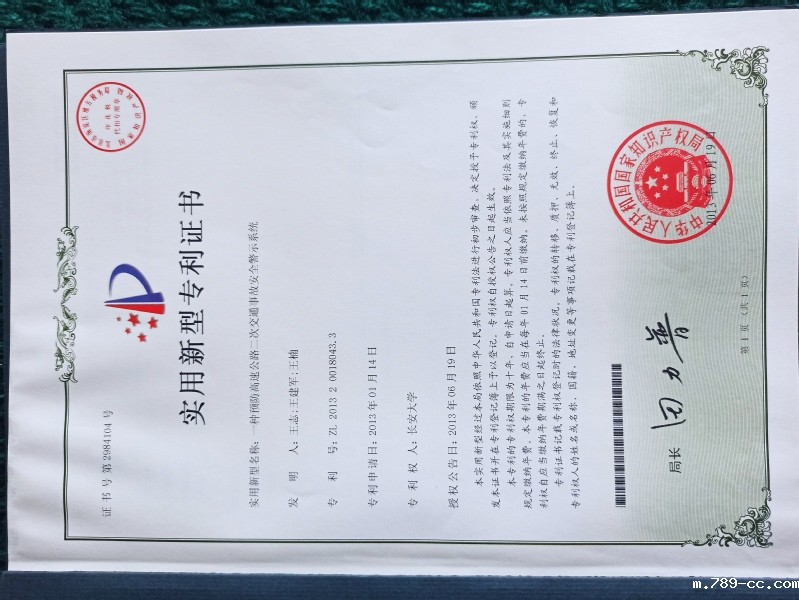 证书号第2984104号
实用新型专利证书
实用新型名称:一种预防高速公路二次交通事故安全警示系统
发 明 人:王志;王建军;王楠
专 利 号:ZL 2013 2 0018043.3
专利申请日:2013年01月14日
专 利 权 人:长安大学
授权公告日:2013年06月19日
本实用新型经过本局依照中华人民共和国专利法进行初步审查,决定授予专利权,颁
发本证书并在专利登记簿上予以登记。专利权自授权公告之日起生效。
本专利的专利权期限为十年,自申请日起算。专利权人应当依照专利法及其实施细则
规定缴纳年费。本专利的年费应当在每年01月14日前缴纳。未按照规定缴纳年费的,专
利权自应当缴纳年费期满之日起终止。
专利证书记载专利权登记时的法律状况。专利权的转移、质押、无效、终止、恢复和
专利权人的姓名或名称、国籍、地址变更等事项记载在专利登记簿上。
局长
田力普
中华人民共和国国家知识产权局
2013年06月19日
第1页(共1页)
m.789-cc.com